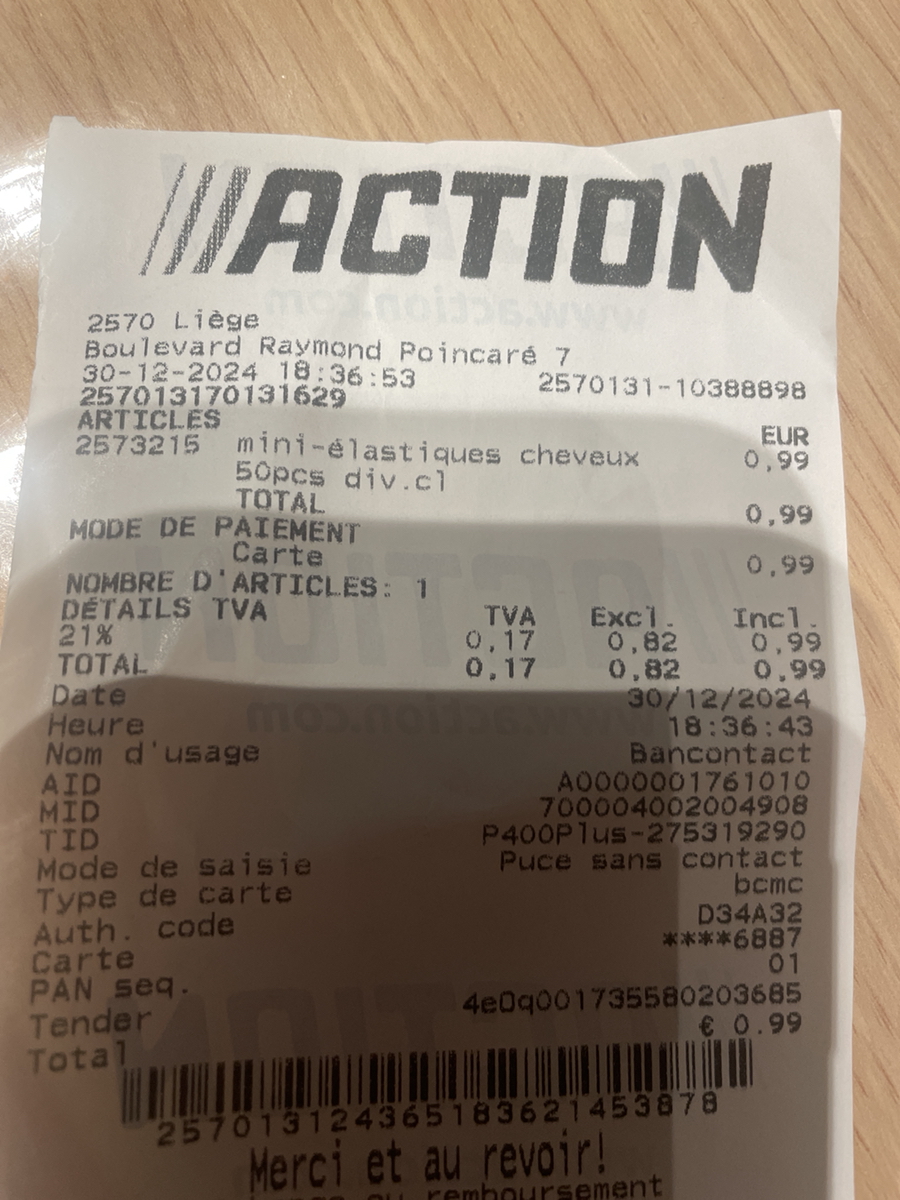 ///ACTION
2570 Liège
Boulevard Raymond Poincaré 7
30-12-2024 18:36:53 2570131-10388898
257013170131629
ARTICLES EUR
2573215 mini-élastiques cheveux 0,99
50pcs div.cl
TOTAL 0,99
MODE DE PAIEMENT
Carte 0,99
NOMBRE D'ARTICLES: 1
DÉTAILS TVA TVA Excl. Incl.
21% 0,17 0,82 0,99
TOTAL 0,17 0,82 0,99
Date 30/12/2024
Heure 18:36:43
Nom d'usage Bancontact
AID A0000001761010
MID 700004002004908
TID P400Plus-275319290
Mode de saisie Puce sans contact
Type de carte bcmc
Auth. code D34A32
Carte ****6887
PAN seq. 01
Tender 4e0q001735580203685
Total € 0.99
257013124365183621453878
Merci et au revoir!
ou remboursement